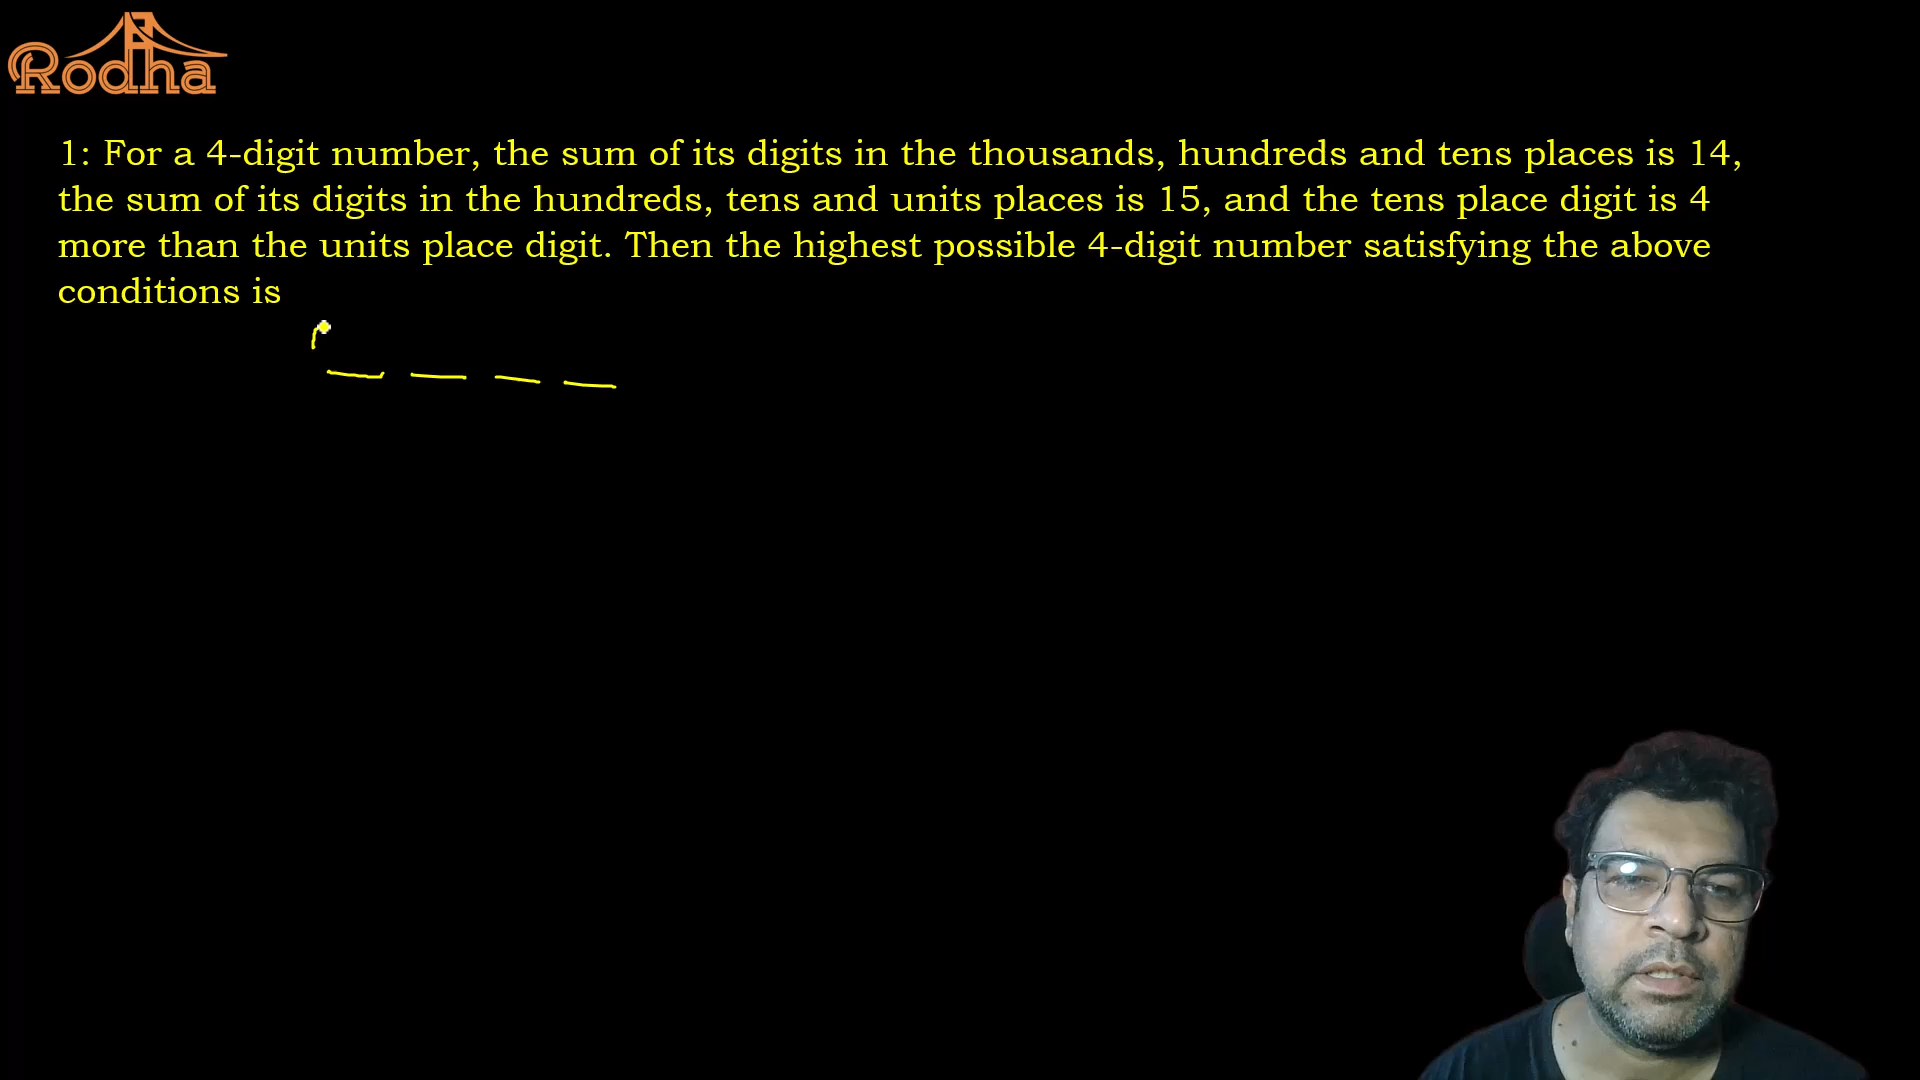 Rodha
1: For a 4-digit number, the sum of its digits in the thousands, hundreds and tens places is 14,
the sum of its digits in the hundreds, tens and units places is 15, and the tens place digit is 4
more than the units place digit. Then the highest possible 4-digit number satisfying the above
conditions is